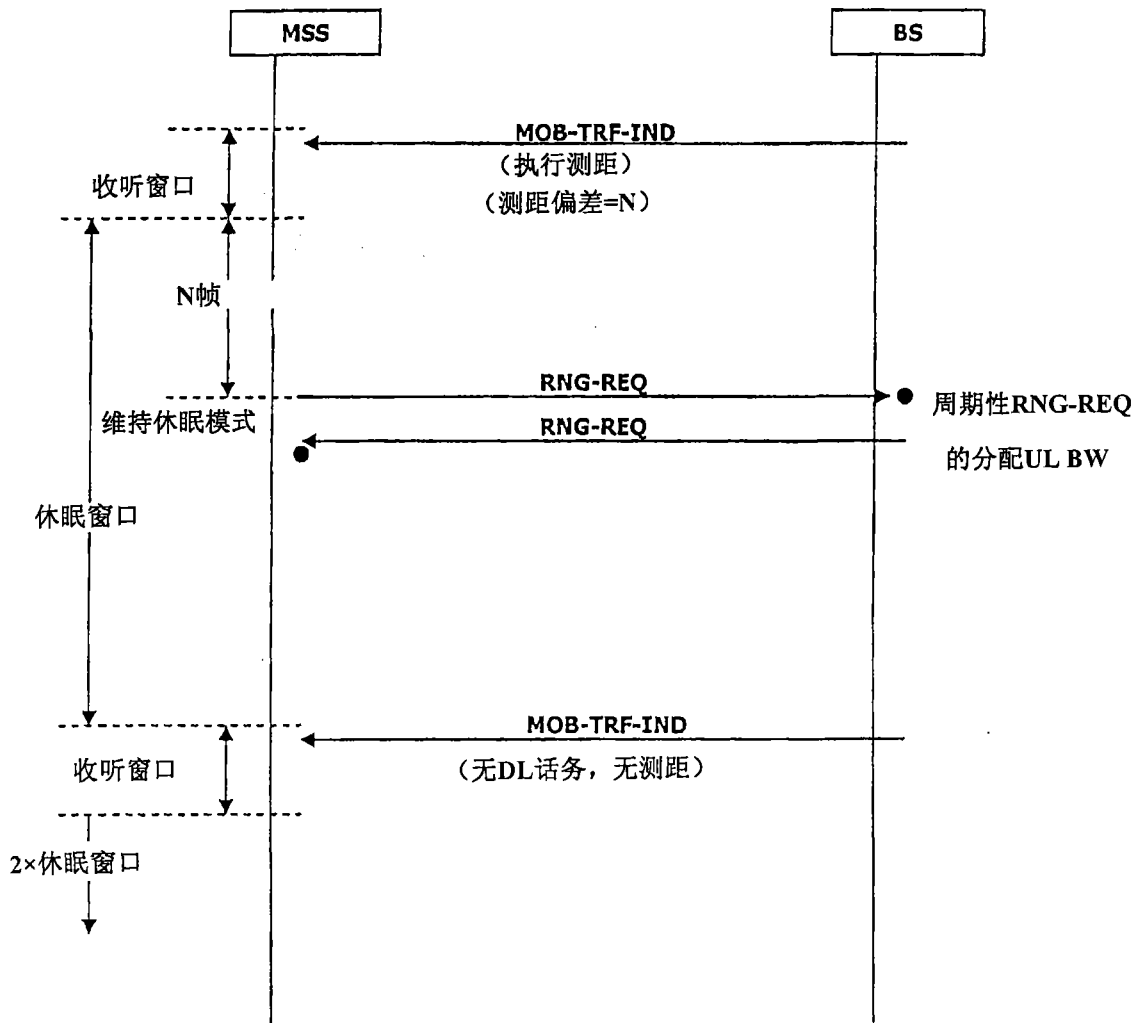 MSS
BS
MOB-TRF-IND
（执行测距）
（测距偏差=N）
收听窗口
N帧
RNG-REQ
维持休眠模式
RNG-REQ
周期性RNG-REQ
的分配UL BW
休眠窗口
MOB-TRF-IND
（无DL话务，无测距）
收听窗口
2×休眠窗口